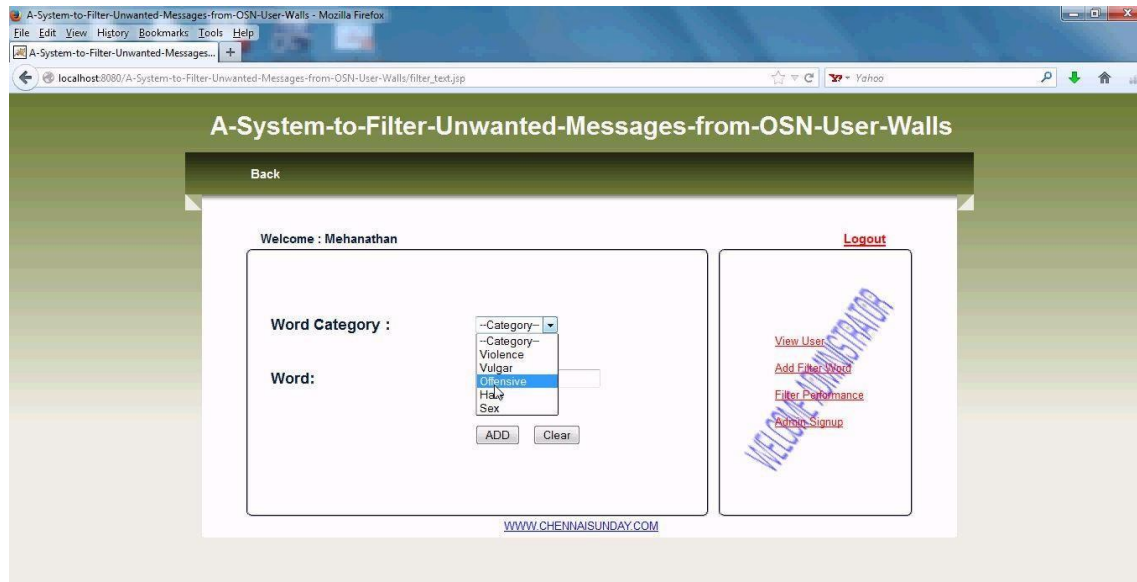 A-System-to-Filter-Unwanted-Messages-from-OSN-User-Walls - Mozilla Firefox
File Edit View History Bookmarks Tools Help
A-System-to-Filter-Unwanted-Messages... +
localhost:8080/A-System-to-Filter-Unwanted-Messages-from-OSN-User-Walls/filter_text.jsp
Yahoo
A-System-to-Filter-Unwanted-Messages-from-OSN-User-Walls
Back
Welcome : Mehanathan
Logout
Word Category :
--Category--
--Category--
Violence
Vulgar
Offensive
Sex
Word:
ADD Clear
View User
Add Filter Word
Filter Performance
Admin Signup
WELCOME ADMINISTRATOR
WWW.CHENNAISUNDAY.COM